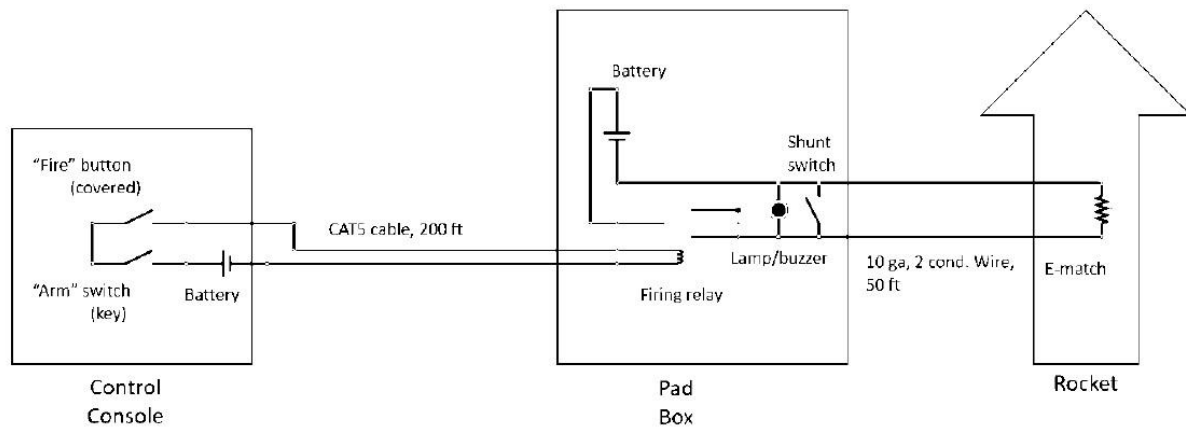 "Fire" button
(covered)
"Arm" switch
(key)
Battery
Control
Console
CAT5 cable, 200 ft
Battery
Shunt
switch
Lamp/buzzer
Firing relay
Pad
Box
10 ga, 2 cond. Wire,
50 ft
E-match
Rocket